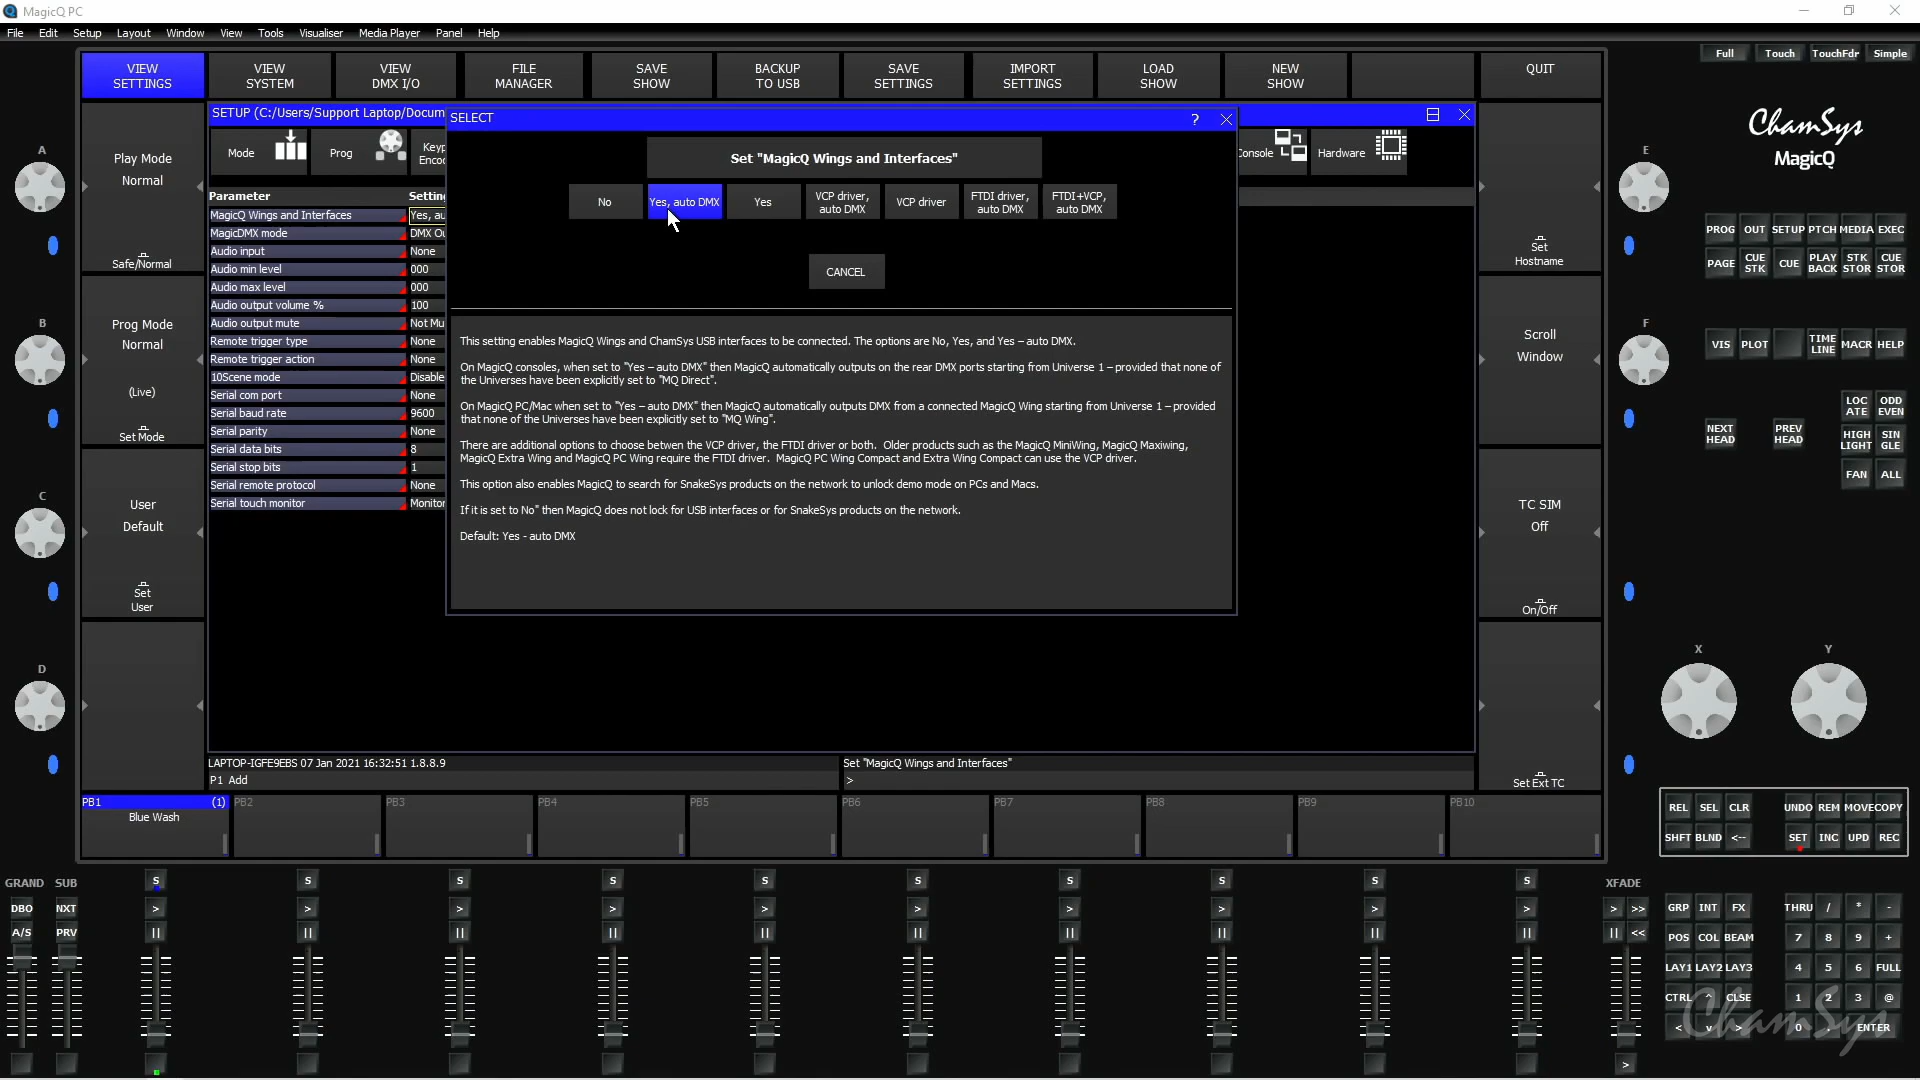 MagicQ PC
File Edit Setup Layout Window View Tools Visualiser Media Player Panel Help
Full Touch TouchFdr Simple
VIEW SETTINGS
VIEW SYSTEM
VIEW DMX I/O
FILE MANAGER
SAVE SHOW
BACKUP TO USB
SAVE SETTINGS
IMPORT SETTINGS
LOAD SHOW
NEW SHOW
QUIT
SETUP (C:/Users/Support Laptop/Docum
SELECT ?
Mode Prog Keyp Enco
Console Hardware
Set "MagicQ Wings and Interfaces"
No
Yes, auto DMX
Yes
VCP driver, auto DMX
VCP driver
FTDI driver, auto DMX
FTDI+VCP, auto DMX
CANCEL
Parameter Setting
MagicQ Wings and Interfaces Yes, au
MagicDMX mode DMX Ou
Audio input None
Audio min level 000
Audio max level 000
Audio output volume % 100
Audio output mute Not Mu
Remote trigger type None
Remote trigger action None
10Scene mode Disable
Serial com port None
Serial baud rate 9600
Serial parity None
Serial data bits 8
Serial stop bits 1
Serial remote protocol None
Serial touch monitor Monitor
This setting enables MagicQ Wings and ChamSys USB interfaces to be connected. The options are No, Yes, and Yes – auto DMX.
On MagicQ consoles, when set to "Yes – auto DMX" then MagicQ automatically outputs on the rear DMX ports starting from Universe 1 – provided that none of
the Universes have been explicitly set to "MQ Direct".
On MagicQ PC/Mac when set to "Yes – auto DMX" then MagicQ automatically outputs DMX from a connected MagicQ Wing starting from Universe 1 – provided
that none of the Universes have been explicitly set to "MQ Wing".
There are additional options to choose betwen the VCP driver, the FTDI driver or both. Older products such as the MagicQ MiniWing, MagicQ Maxiwing,
MagicQ Extra Wing and MagicQ PC Wing require the FTDI driver. MagicQ PC Wing Compact and Extra Wing Compact can use the VCP driver.
This option also enables MagicQ to search for SnakeSys products on the network to unlock demo mode on PCs and Macs.
If it is set to No" then MagicQ does not lock for USB interfaces or for SnakeSys products on the network.
Default: Yes - auto DMX
A
Play Mode
Normal
Safe/Normal
B
Prog Mode
Normal
(Live)
Set Mode
C
User
Default
Set
User
D
E
Set
Hostname
F
Scroll
Window
TC SIM
Off
On/Off
Set Ext TC
ChamSys
MagicQ
PROG OUT SETUP PTCH MEDIA EXEC
PAGE CUE STK CUE PLAY BACK STK STOR CUE STOR
VIS PLOT TIME LINE MACR HELP
LOC ATE ODD EVEN
NEXT HEAD PREV HEAD HIGH LIGHT SIN GLE
FAN ALL
X Y
LAPTOP-IGFE9EBS 07 Jan 2021 16:32:51 1.8.8.9
Set "MagicQ Wings and Interfaces"
P1 Add
>
PB1 (1) PB2 PB3 PB4 PB5 PB6 PB7 PB8 PB9 PB10
Blue Wash
REL SEL CLR UNDO REM MOVE COPY
SHFT BLND <-- SET INC UPD REC
GRAND SUB S S S S S S S S S S XFADE
DBO NXT > > > > > > > > > > > >>
A/S PRV || || || || || || || || || || || <<
GRP INT FX THRU / * -
POS COL BEAM 7 8 9 +
LAY1 LAY2 LAY3 4 5 6 FULL
CTRL ^ CLSE 1 2 3 @
< v > 0 . ENTER
ChamSys
>